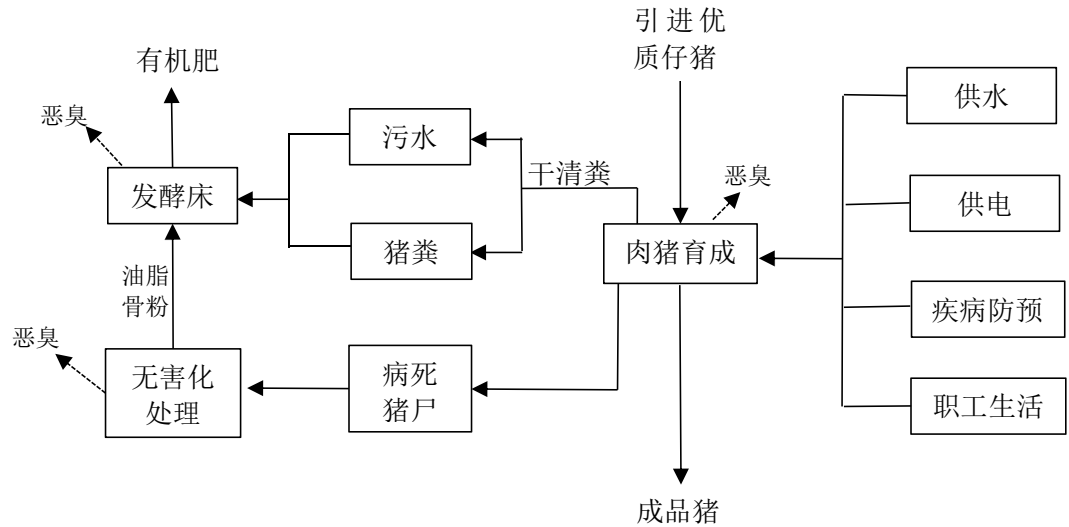 引进优
质仔猪
有机肥
供水
恶臭
污水
干清粪
恶臭
发酵床
供电
猪粪
肉猪育成
油脂
骨粉
疾病防预
恶臭
无害化
处理
病死
猪尸
职工生活
成品猪